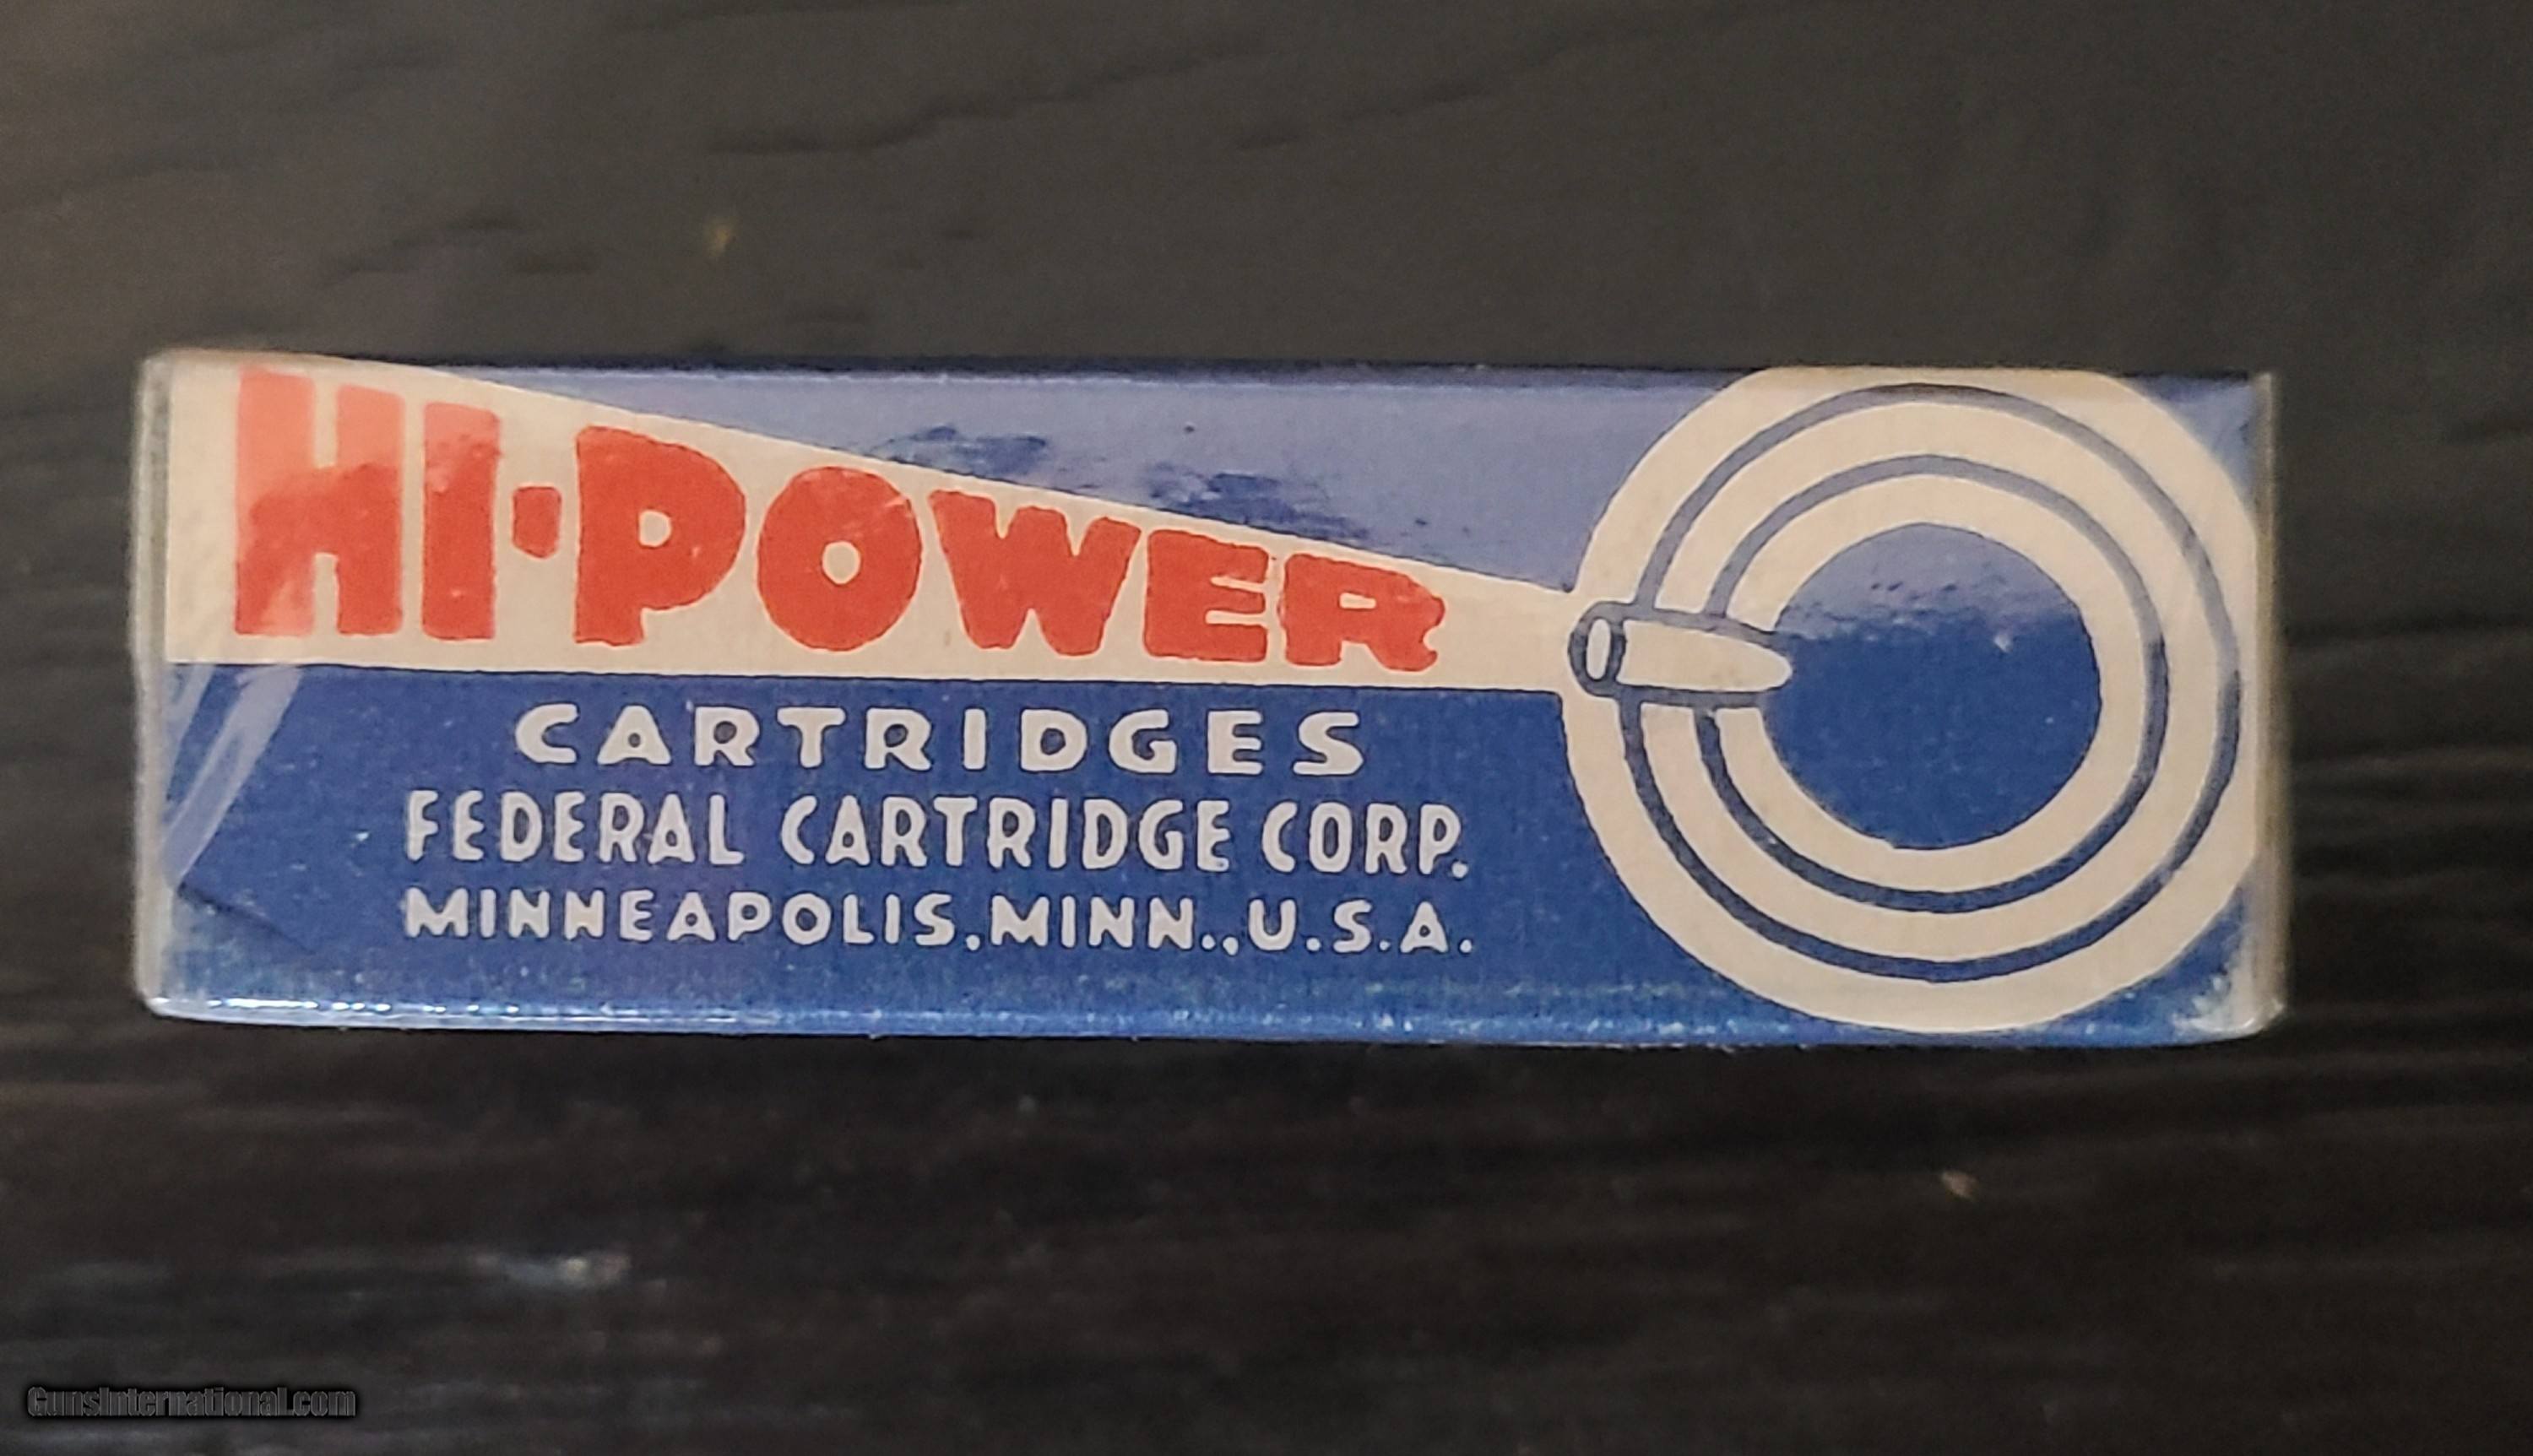 HI·POWER
CARTRIDGES
FEDERAL CARTRIDGE CORP.
MINNEAPOLIS, MINN., U.S.A.
GunsInternational.com